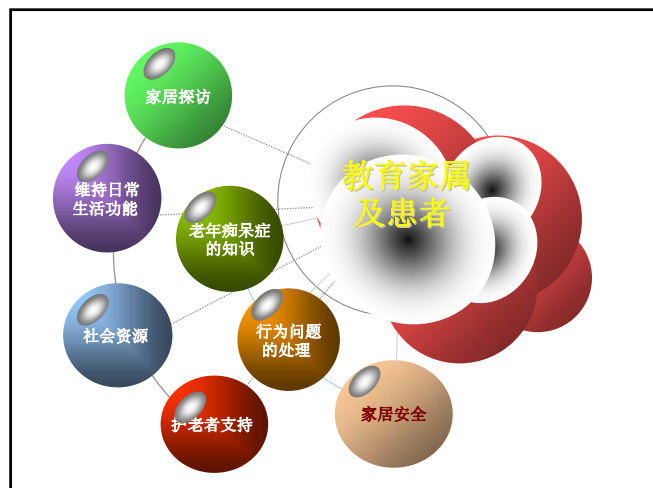 家居探访
教育家属
及患者
维持日常
生活功能
老年痴呆症
的知识
社会资源
行为问题
的处理
护老者支持
家居安全